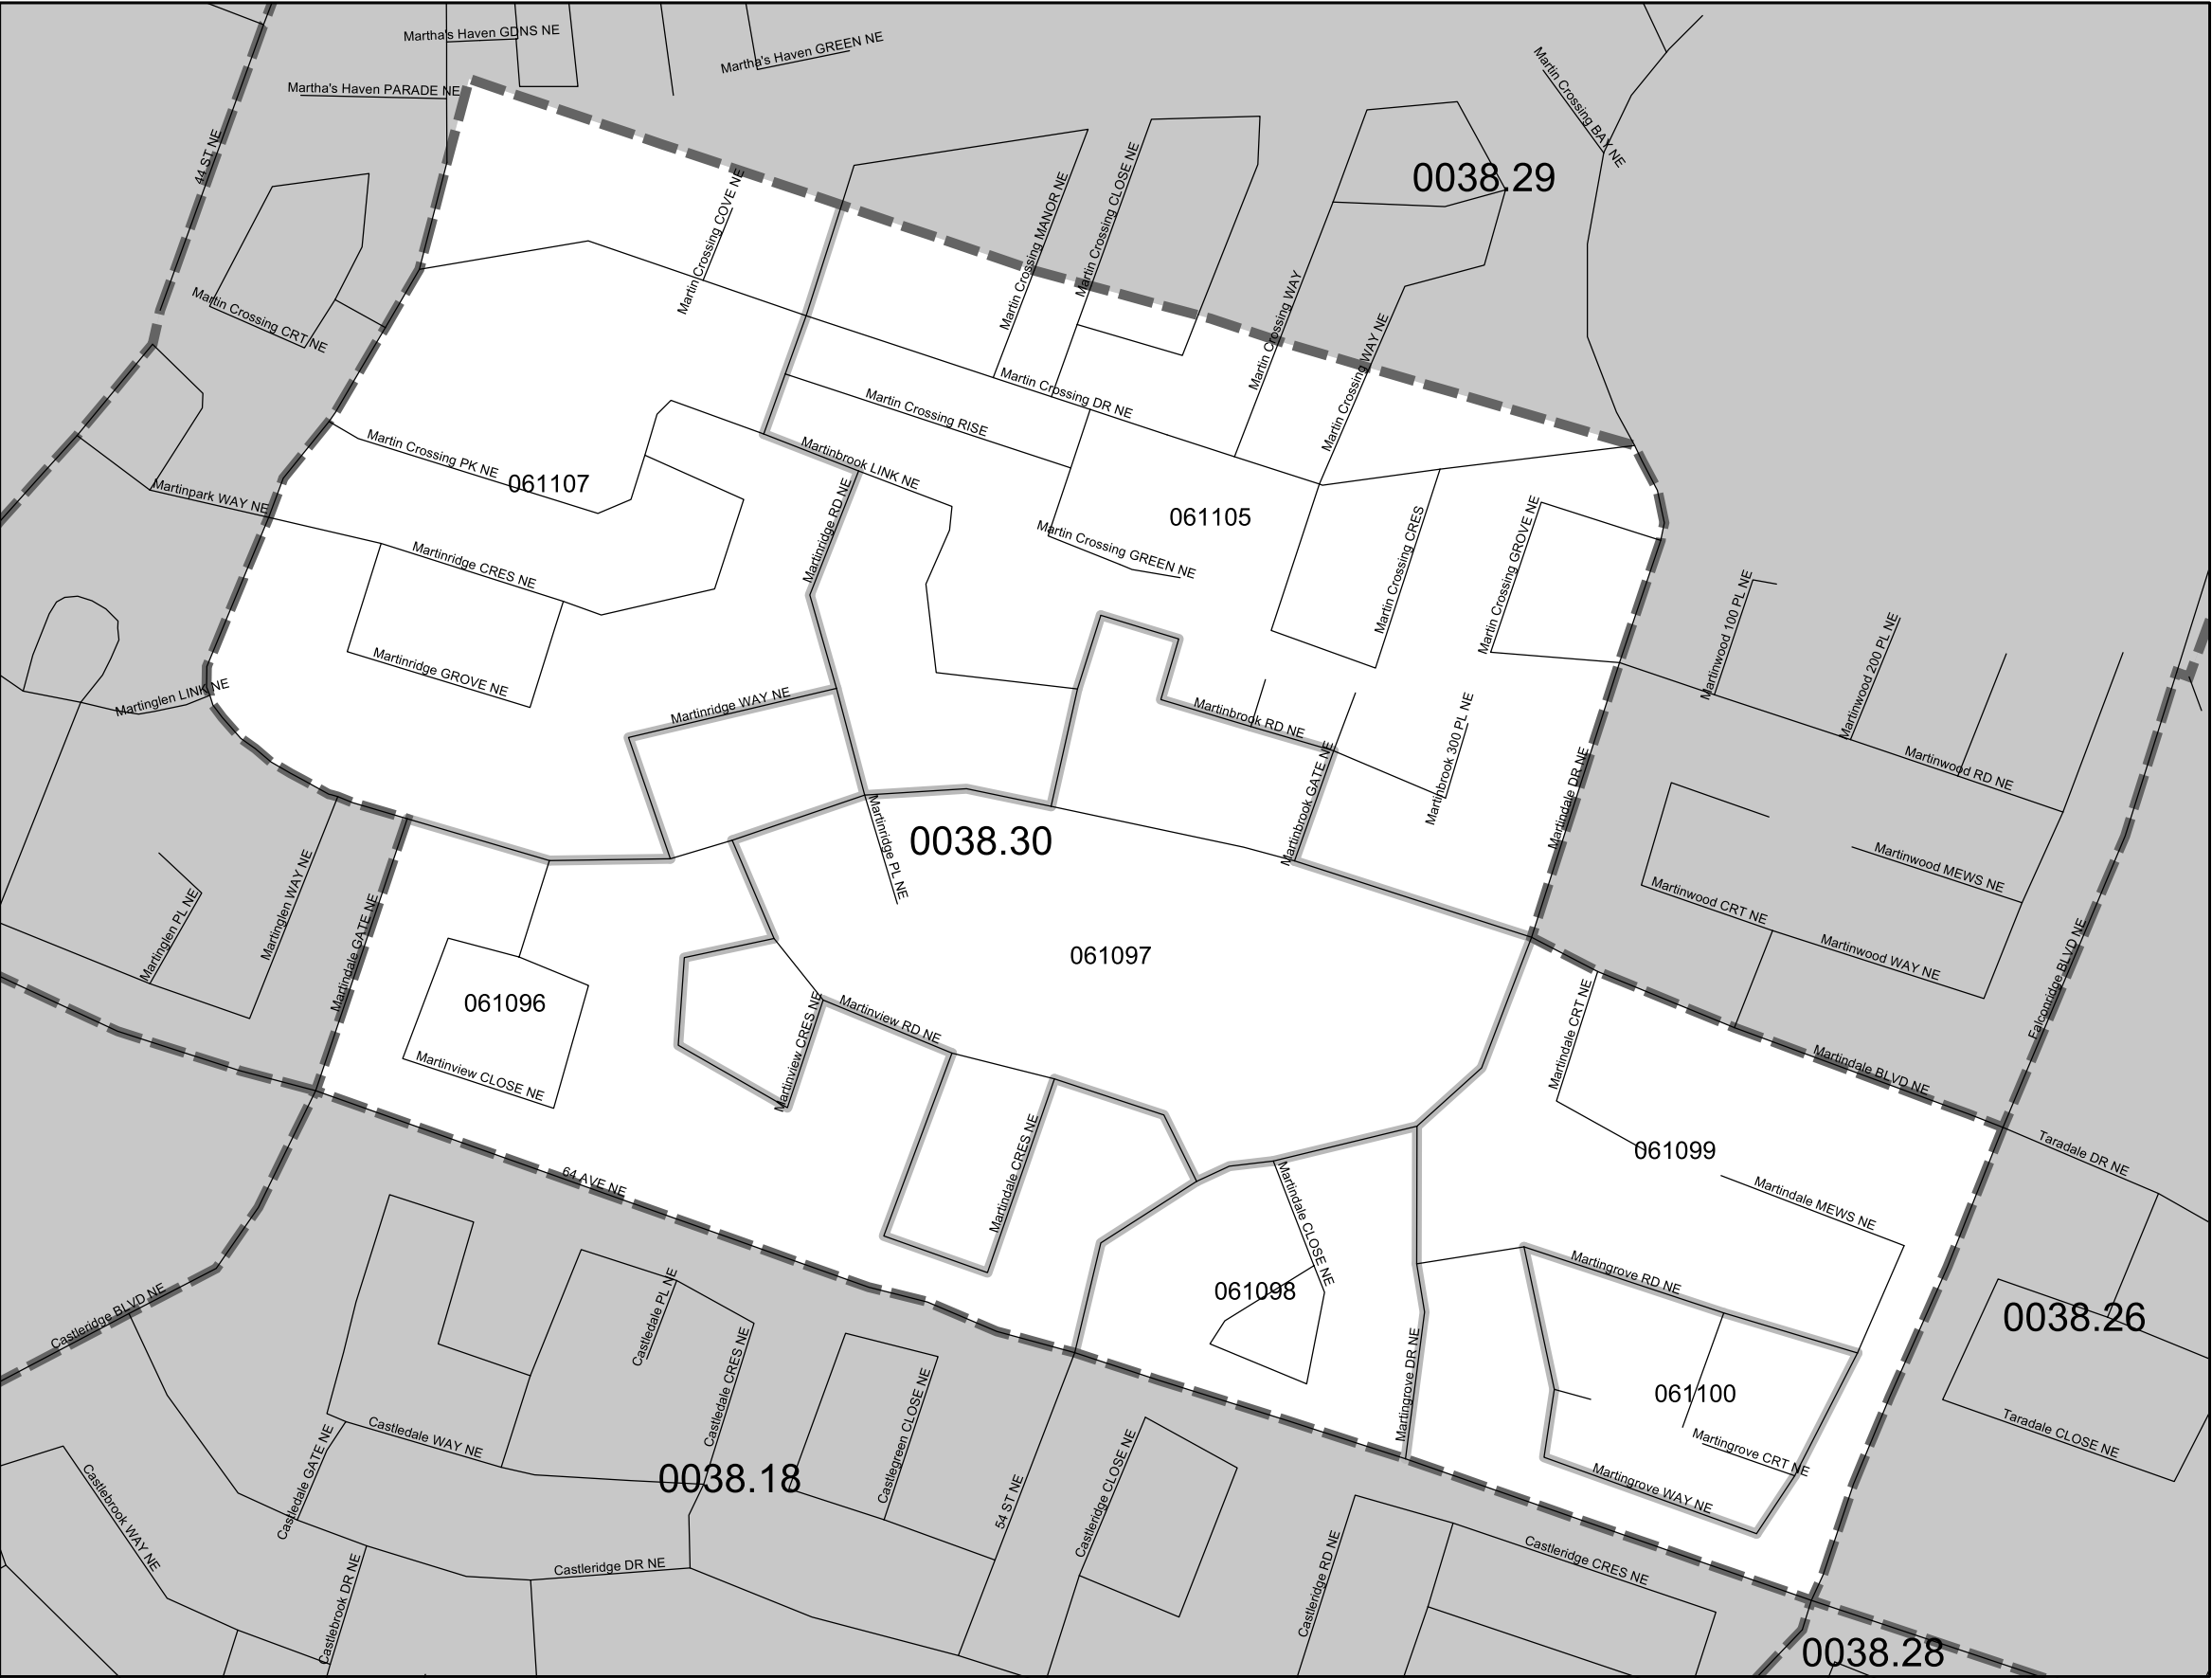 Martha's Haven GDNS NE
Martha's Haven GREEN NE
Martha's Haven PARADE NE
44 ST NE
Martin Crossing BAY NE
0038.29
Martin Crossing COVE NE
Martin Crossing MANOR NE
Martin Crossing CLOSE NE
Martin Crossing WAY
Martin Crossing WAY NE
Martin Crossing CRT NE
Martin Crossing DR NE
Martin Crossing RISE
Martin Crossing PK NE
061107
Martinbrook LINK NE
Martinpark WAY NE
Martinridge RD NE
061105
Martin Crossing GREEN NE
Martin Crossing CRES
Martin Crossing GROVE NE
Martinridge CRES NE
Martinridge GROVE NE
Martinglen LINK NE
Martinridge WAY NE
Martinbrook RD NE
Martinbrook GATE NE
Martinbrook 300 PL NE
Martinwood 100 PL NE
Martinwood 200 PL NE
Martindale DR NE
Martinwood RD NE
Martinridge PL NE
0038.30
Martinwood MEWS NE
Martinwood CRT NE
Martinwood WAY NE
Martinglen PL NE
Martinglen WAY NE
Martindale GATE NE
061096
061097
Martinview CLOSE NE
Martinview CRES NE
Martinview RD NE
Martindale CRT NE
Falconridge BLVD NE
Martindale BLVD NE
061099
Taradale DR NE
64 AVE NE
Martindale CRES NE
Martindale CLOSE NE
Martindale MEWS NE
061098
Martingrove RD NE
Castleridge BLVD NE
0038.26
Castledale PL NE
Castledale CRES NE
Castlegreen CLOSE NE
Martingrove DR NE
061100
Martingrove CRT NE
Martingrove WAY NE
Taradale CLOSE NE
Castledale WAY NE
0038.18
Castledale GATE NE
Castlebrook WAY NE
54 ST NE
Castleridge CLOSE NE
Castleridge RD NE
Castleridge CRES NE
Castleridge DR NE
Castlebrook DR NE
0038.28